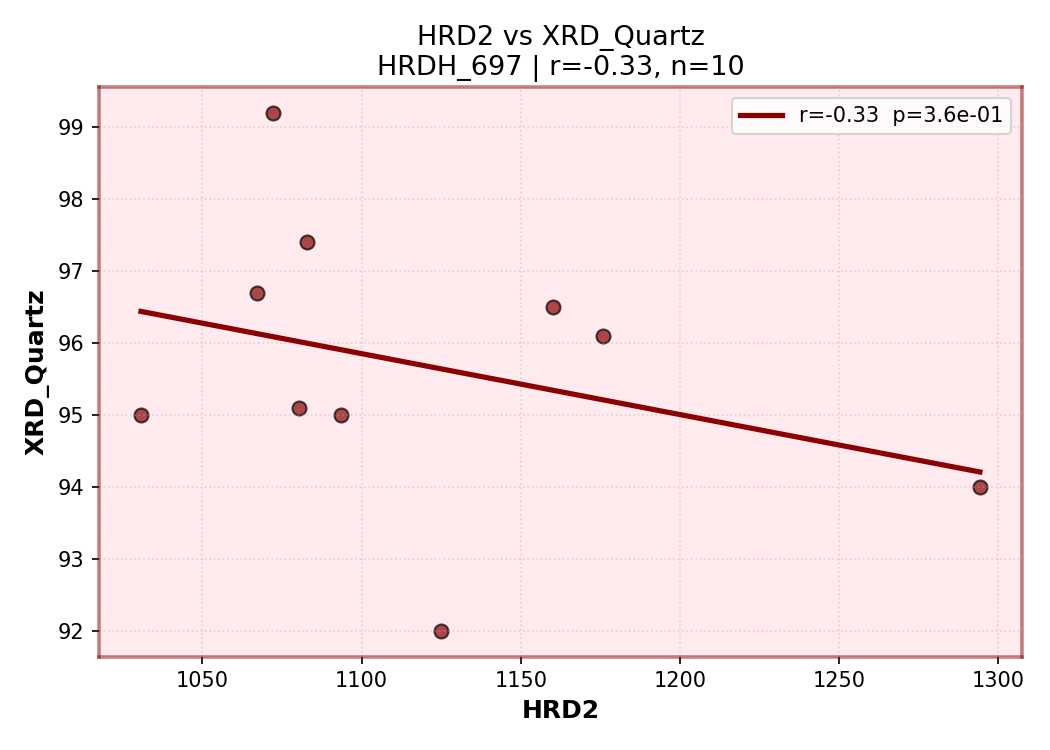 HRD2 vs XRD_Quartz
HRDH_697 | r=-0.33, n=10
r=-0.33  p=3.6e-01
XRD_Quartz
99
98
97
96
95
94
93
92
1050
1100
1150
1200
1250
1300
HRD2